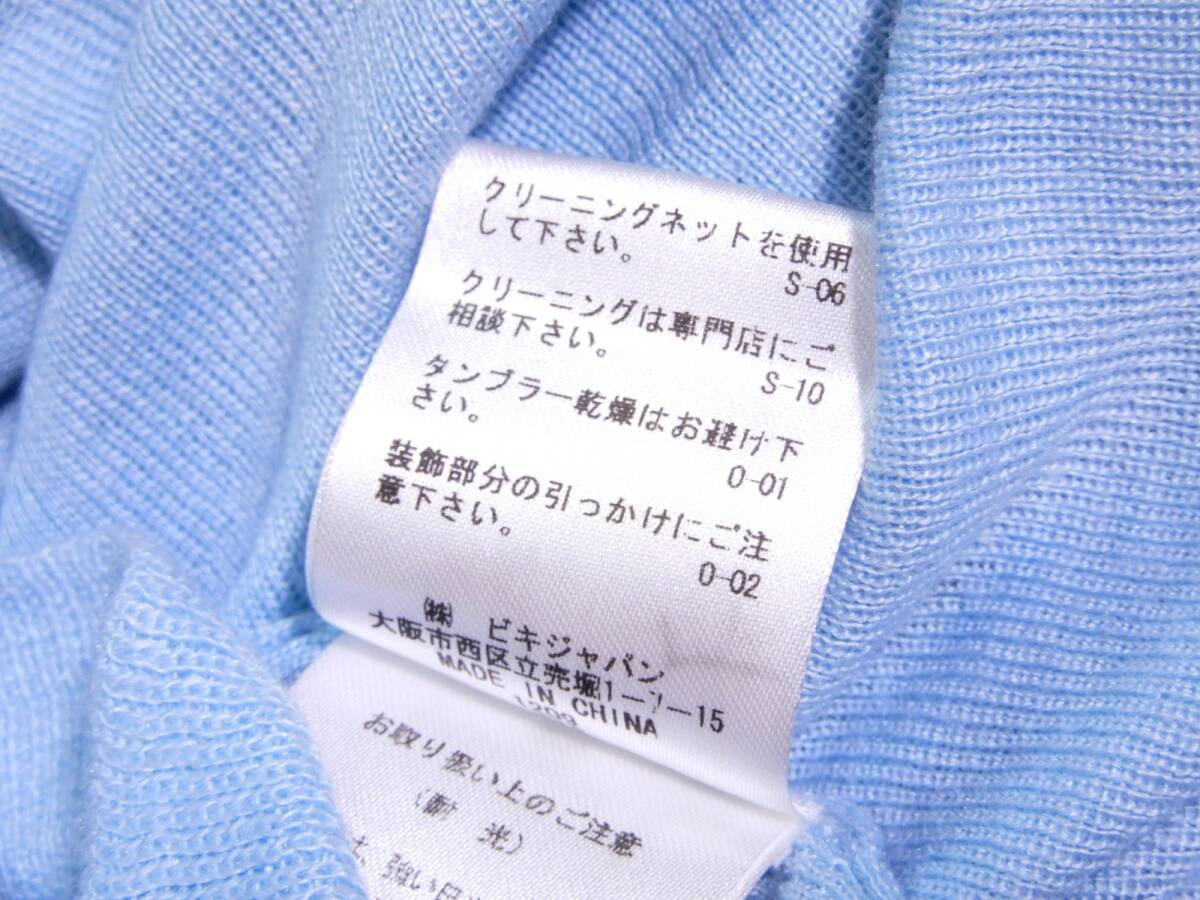 クリーニングネットを使用
して下さい。
S-06
クリーニングは専門店にご
相談下さい。
S-10
タンブラー乾燥はお避け下
さい。
0-01
装飾部分の引っかけにご注
意下さい。
0-02
㈱ ビキジャパン
大阪市西区立売堀1-7-15
MADE IN CHINA
お取り扱い上のご注意
(耐 光)
強い日